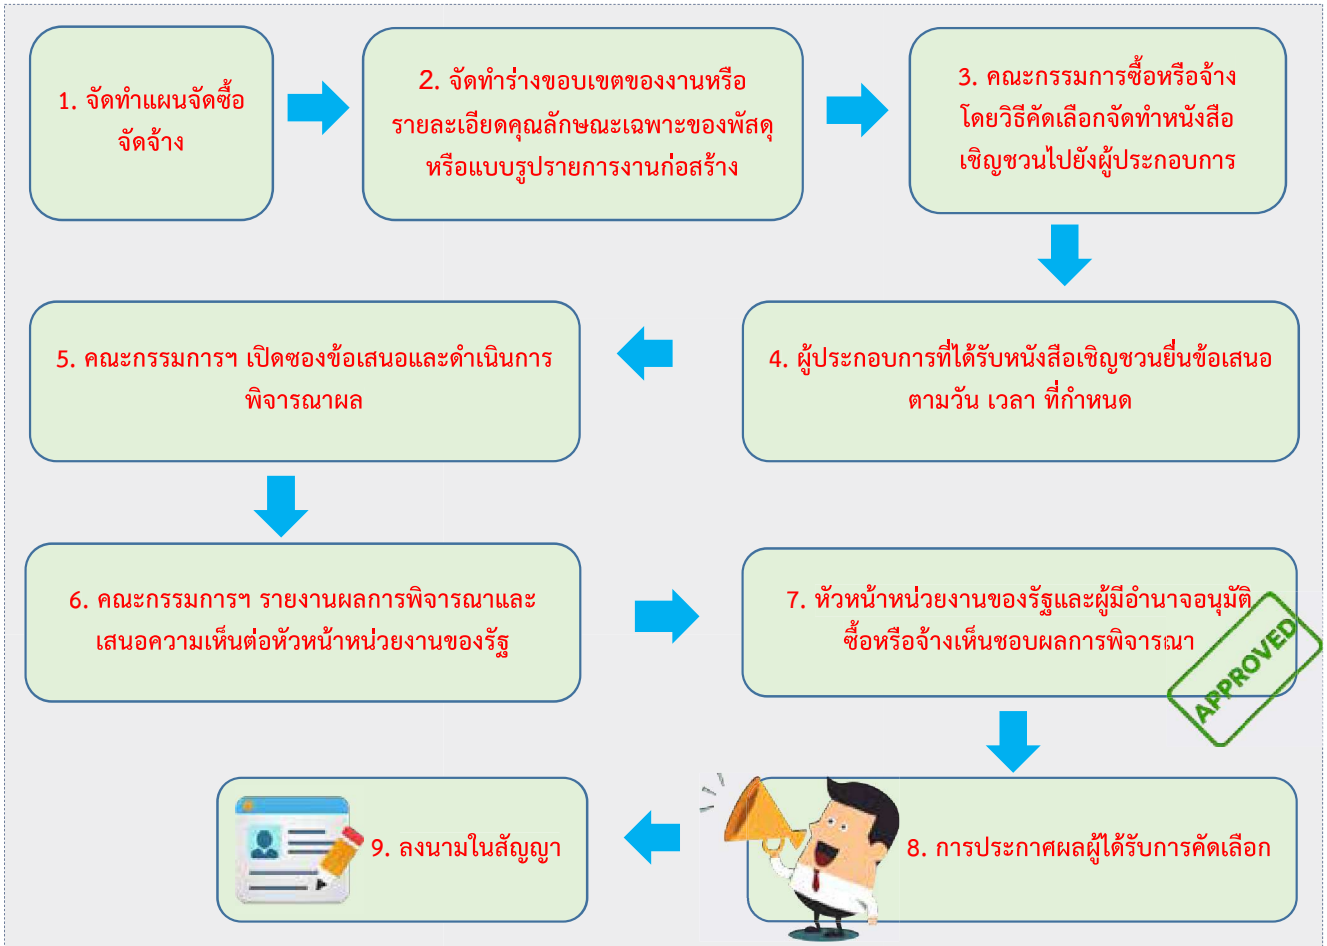 1. จัดทำแผนจัดซื้อ
จัดจ้าง
2. จัดทำร่างขอบเขตของงานหรือ
รายละเอียดคุณลักษณะเฉพาะของพัสดุ
หรือแบบรูปรายการงานก่อสร้าง
3. คณะกรรมการซื้อหรือจ้าง
โดยวิธีคัดเลือกจัดทำหนังสือ
เชิญชวนไปยังผู้ประกอบการ
4. ผู้ประกอบการที่ได้รับหนังสือเชิญชวนยื่นข้อเสนอ
ตามวัน เวลา ที่กำหนด
5. คณะกรรมการฯ เปิดซองข้อเสนอและดำเนินการ
พิจารณาผล
6. คณะกรรมการฯ รายงานผลการพิจารณาและ
เสนอความเห็นต่อหัวหน้าหน่วยงานของรัฐ
7. หัวหน้าหน่วยงานของรัฐและผู้มีอำนาจอนุมัติ
ซื้อหรือจ้างเห็นชอบผลการพิจารณา
APPROVED
8. การประกาศผลผู้ได้รับการคัดเลือก
9. ลงนามในสัญญา